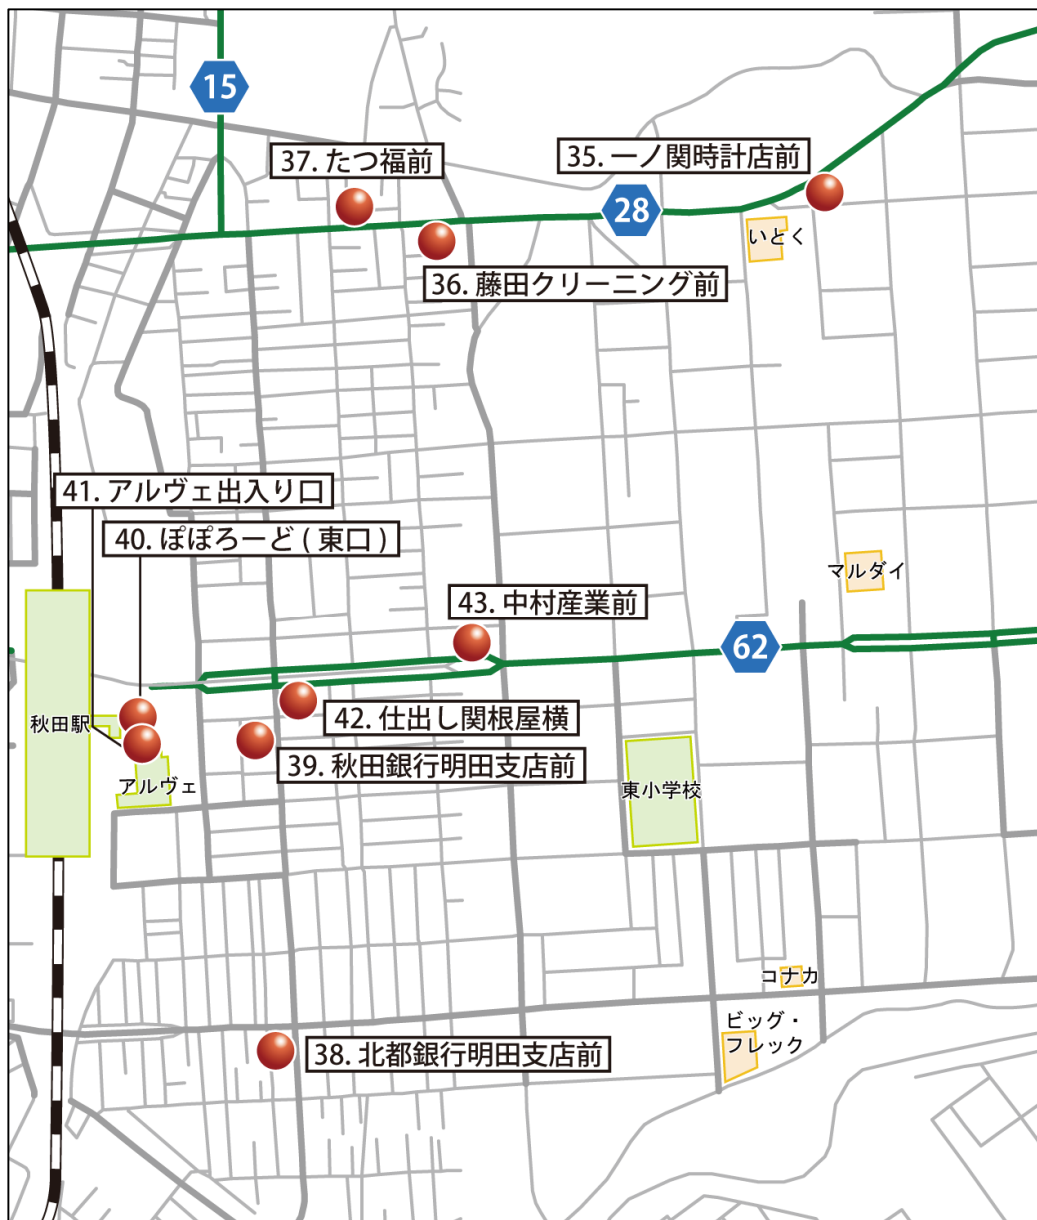 15
37. たつ福前
35. 一ノ関時計店前
28
いとく
36. 藤田クリーニング前
41. アルヴェ出入り口
40. ぽぽろーど ( 東口 )
マルダイ
43. 中村産業前
62
秋田駅
42. 仕出し関根屋横
39. 秋田銀行明田支店前
アルヴェ
東小学校
コナカ
ビッグ・
フレック
38. 北都銀行明田支店前